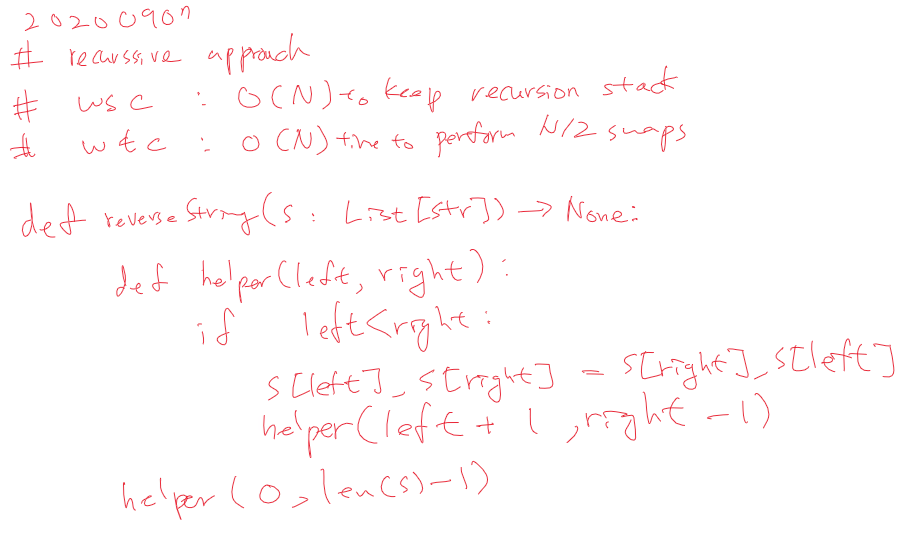 20200907
# recurssive approach
# wsc : O(N) to keep recursion stack
# wtc : O(N) time to perform N/2 swaps
def reverseString(s : List[str]) → None:
def helper(left, right) :
if left<right :
s[left], s[right] = s[right], s[left]
helper(left + 1 , right - 1)
helper(0, len(s)-1)